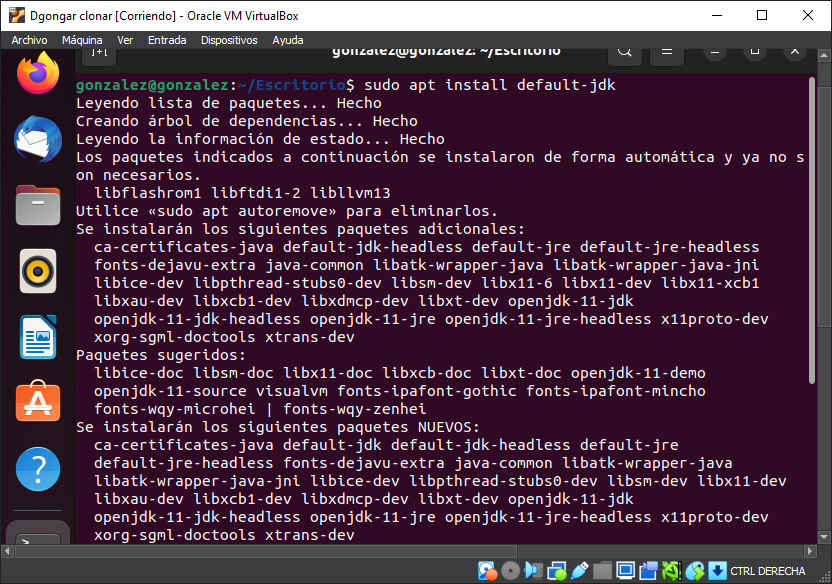 Dgongar clonar [Corriendo] - Oracle VM VirtualBox
Archivo Máquina Ver Entrada Dispositivos Ayuda
gonzalez@gonzalez: ~/Escritorio
gonzalez@gonzalez:~/Escritorio$ sudo apt install default-jdk
Leyendo lista de paquetes... Hecho
Creando árbol de dependencias... Hecho
Leyendo la información de estado... Hecho
Los paquetes indicados a continuación se instalaron de forma automática y ya no s
on necesarios.
libflashrom1 libftdi1-2 libllvm13
Utilice «sudo apt autoremove» para eliminarlos.
Se instalarán los siguientes paquetes adicionales:
ca-certificates-java default-jdk-headless default-jre default-jre-headless
fonts-dejavu-extra java-common libatk-wrapper-java libatk-wrapper-java-jni
libice-dev libpthread-stubs0-dev libsm-dev libx11-6 libx11-dev libx11-xcb1
libxau-dev libxcb1-dev libxdmcp-dev libxt-dev openjdk-11-jdk
openjdk-11-jdk-headless openjdk-11-jre openjdk-11-jre-headless x11proto-dev
xorg-sgml-doctools xtrans-dev
Paquetes sugeridos:
libice-doc libsm-doc libx11-doc libxcb-doc libxt-doc openjdk-11-demo
openjdk-11-source visualvm fonts-ipafont-gothic fonts-ipafont-mincho
fonts-wqy-microhei | fonts-wqy-zenhei
Se instalarán los siguientes paquetes NUEVOS:
ca-certificates-java default-jdk default-jdk-headless default-jre
default-jre-headless fonts-dejavu-extra java-common libatk-wrapper-java
libatk-wrapper-java-jni libice-dev libpthread-stubs0-dev libsm-dev libx11-dev
libxau-dev libxcb1-dev libxdmcp-dev libxt-dev openjdk-11-jdk
openjdk-11-jdk-headless openjdk-11-jre openjdk-11-jre-headless x11proto-dev
xorg-sgml-doctools xtrans-dev
CTRL DERECHA